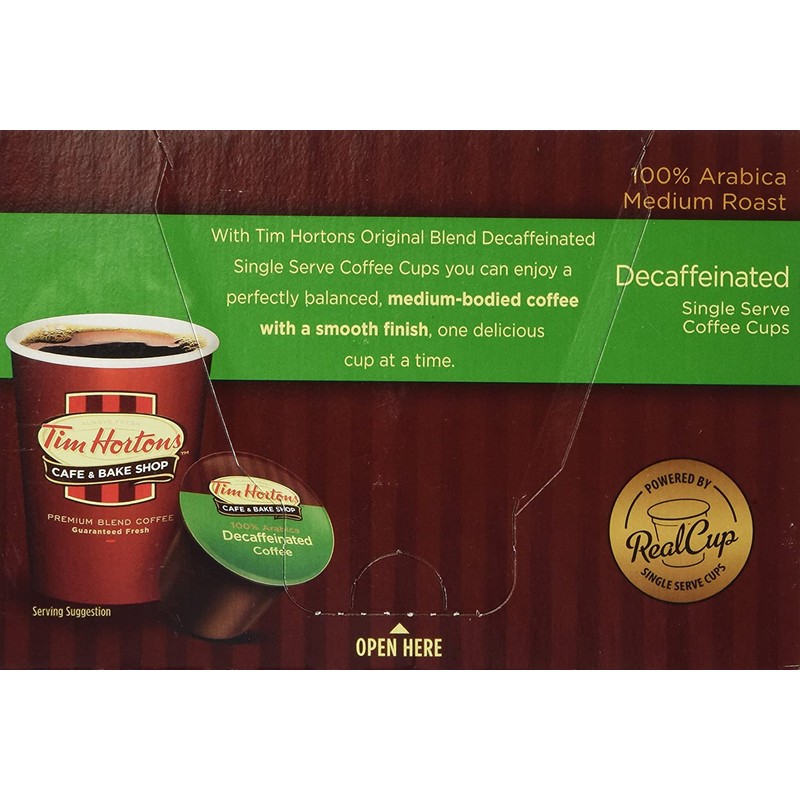 100% Arabica
Medium Roast
With Tim Hortons Original Blend Decaffeinated
Single Serve Coffee Cups you can enjoy a
perfectly balanced, medium-bodied coffee
with a smooth finish, one delicious
cup at a time.
Decaffeinated
Single Serve
Coffee Cups
ALWAYS FRESH
Tim Hortons™
CAFE & BAKE SHOP
PREMIUM BLEND COFFEE
Guaranteed Fresh
Tim Hortons
CAFE & BAKE SHOP
100% Arabica
Decaffeinated
Coffee
POWERED BY
RealCup
SINGLE SERVE CUPS
Serving Suggestion
OPEN HERE